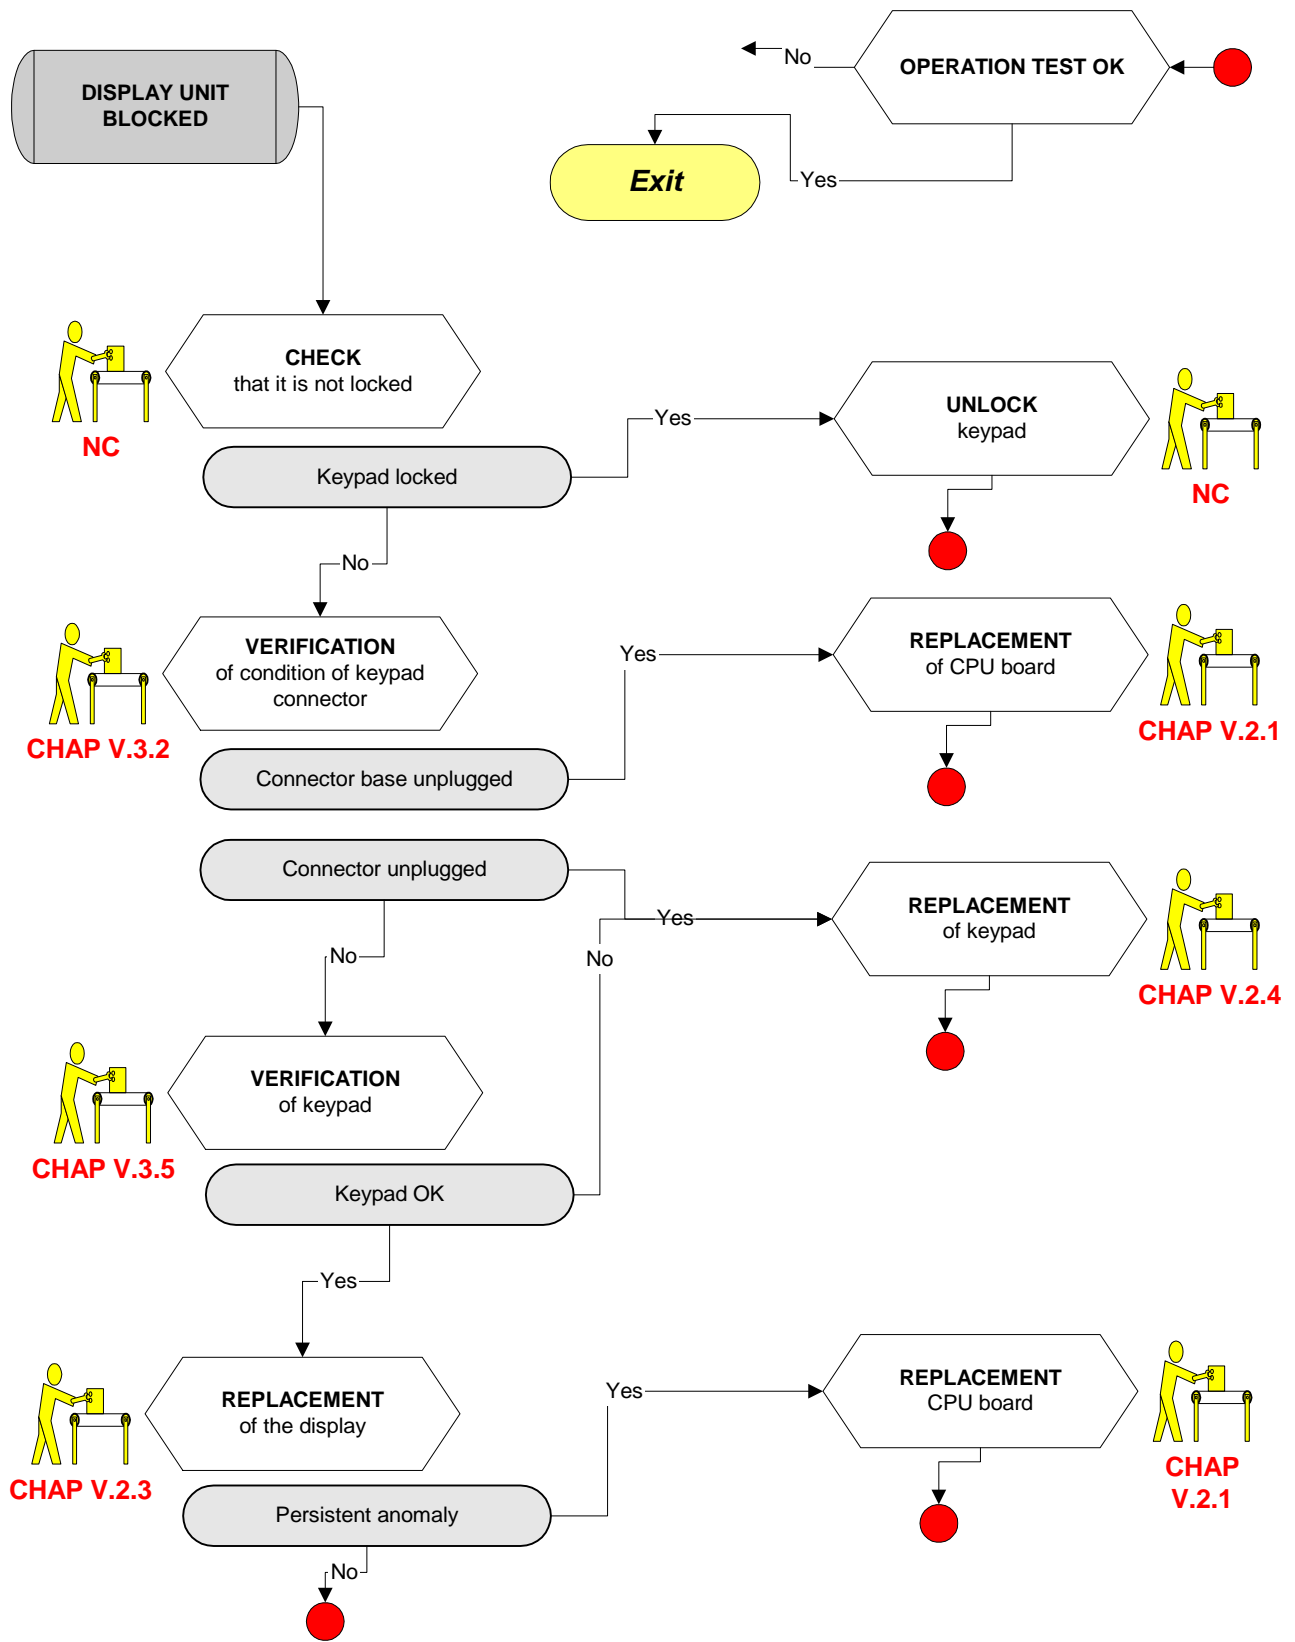 DISPLAY UNIT
BLOCKED
No
OPERATION TEST OK
Exit
Yes
CHECK
that it is not locked
NC
Keypad locked
Yes
UNLOCK
keypad
NC
No
VERIFICATION
of condition of keypad
connector
CHAP V.3.2
Connector base unplugged
Yes
REPLACEMENT
of CPU board
CHAP V.2.1
Connector unplugged
Yes
REPLACEMENT
of keypad
CHAP V.2.4
No
No
VERIFICATION
of keypad
CHAP V.3.5
Keypad OK
Yes
REPLACEMENT
of the display
CHAP V.2.3
Persistent anomaly
Yes
REPLACEMENT
CPU board
CHAP
V.2.1
No